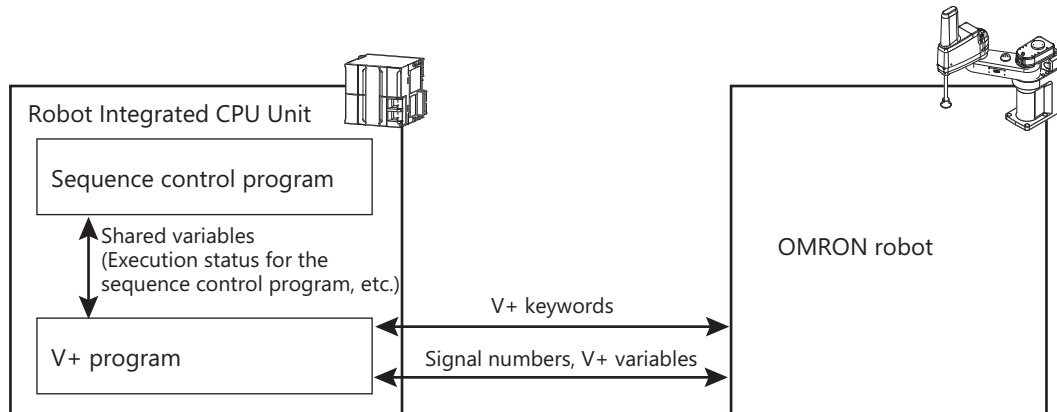 Robot Integrated CPU Unit
Sequence control program
Shared variables
(Execution status for the
sequence control program, etc.)
OMRON robot
V+ keywords
V+ program
Signal numbers, V+ variables